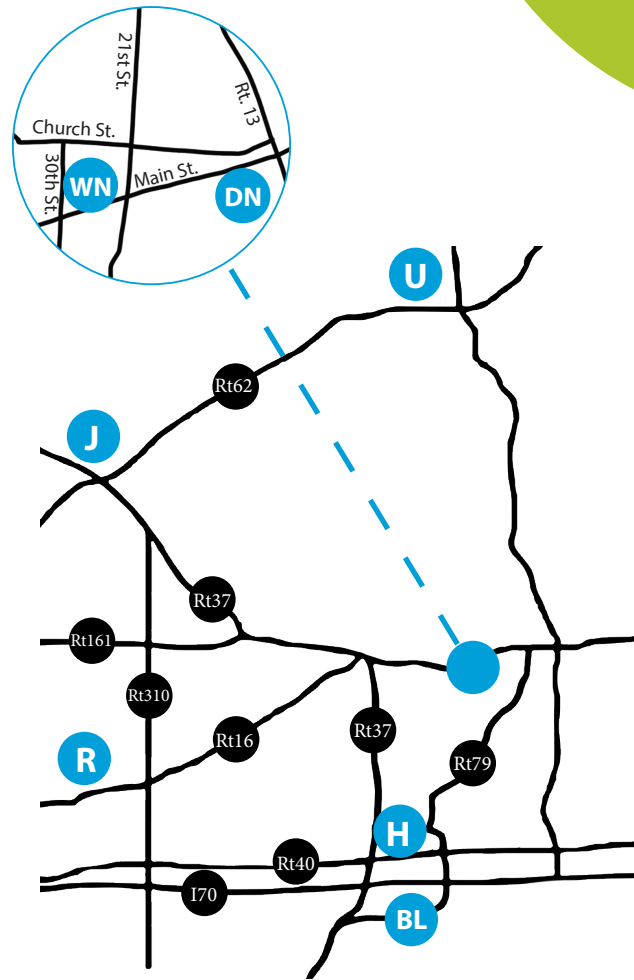 21st St.
Rt. 13
Church St.
30th St.
WN
Main St.
DN
U
Rt62
J
Rt37
Rt161
Rt310
R
Rt16
Rt37
Rt79
H
Rt40
I70
BL